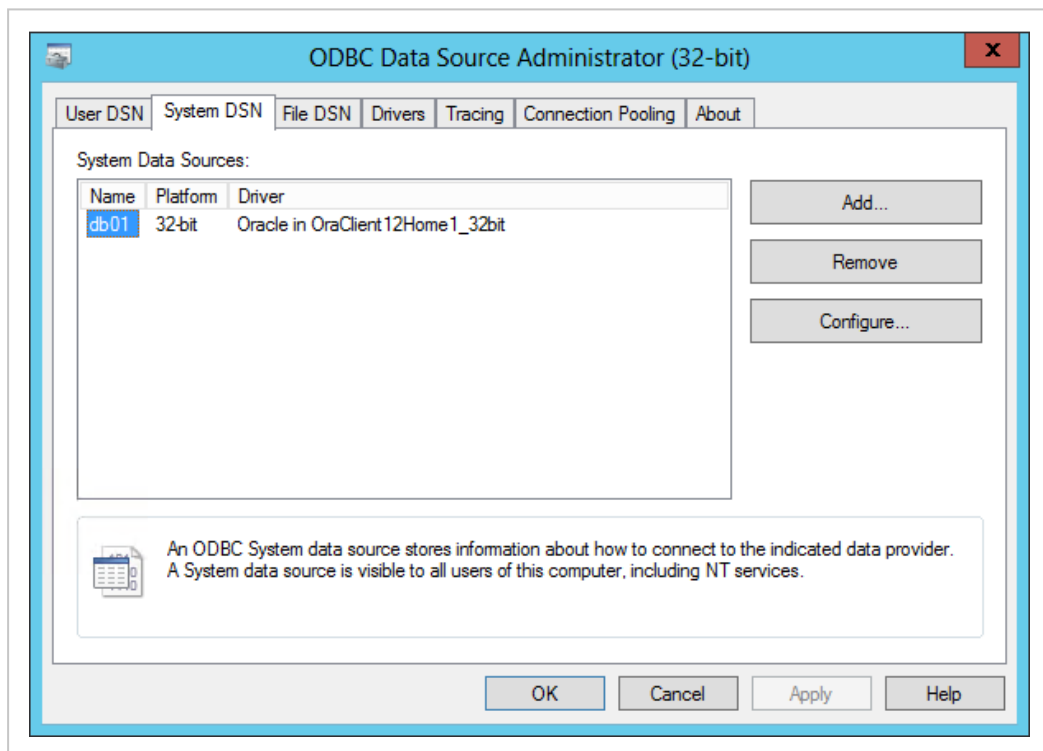 ODBC Data Source Administrator (32-bit)
x
User DSN System DSN File DSN Drivers Tracing Connection Pooling About
System Data Sources:
Name Platform Driver
db01 32-bit Oracle in OraClient12Home1_32bit
Add...
Remove
Configure...
An ODBC System data source stores information about how to connect to the indicated data provider.
A System data source is visible to all users of this computer, including NT services.
OK Cancel Apply Help